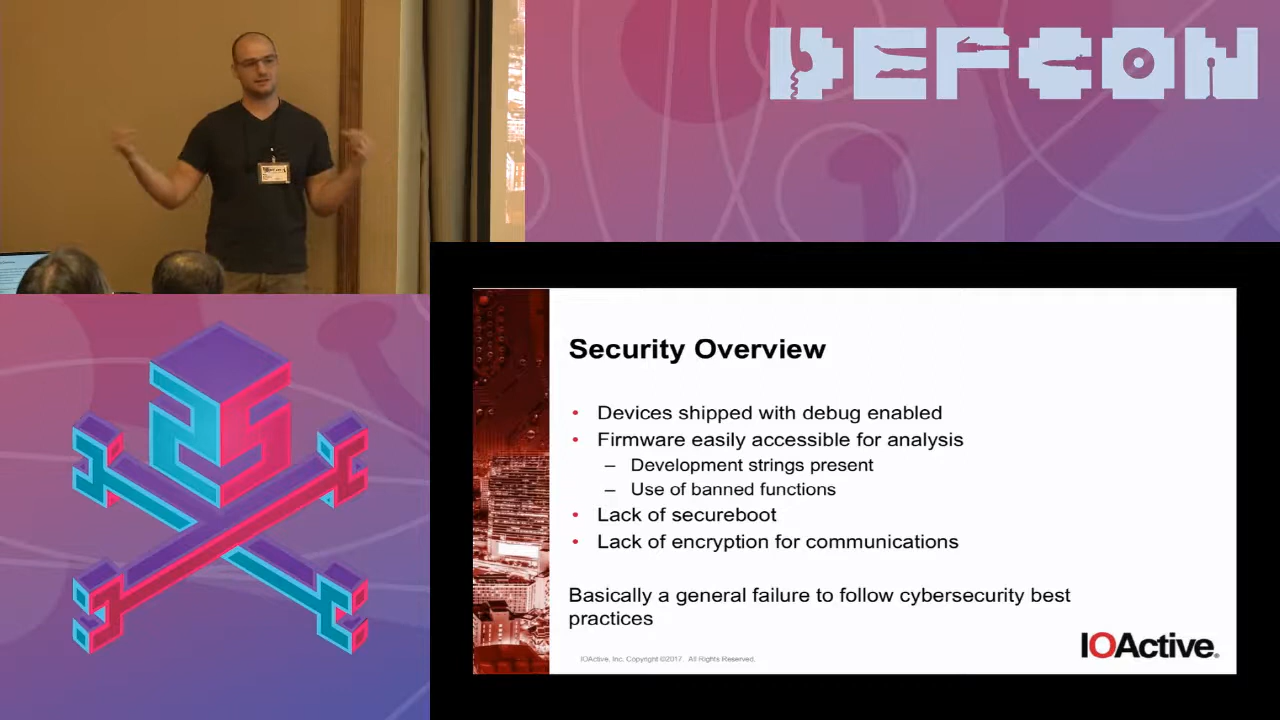 DEFCON
Security Overview
• Devices shipped with debug enabled
• Firmware easily accessible for analysis
– Development strings present
– Use of banned functions
• Lack of secureboot
• Lack of encryption for communications
Basically a general failure to follow cybersecurity best
practices
IOActive, Inc. Copyright ©2017. All Rights Reserved.
IOActive.
25